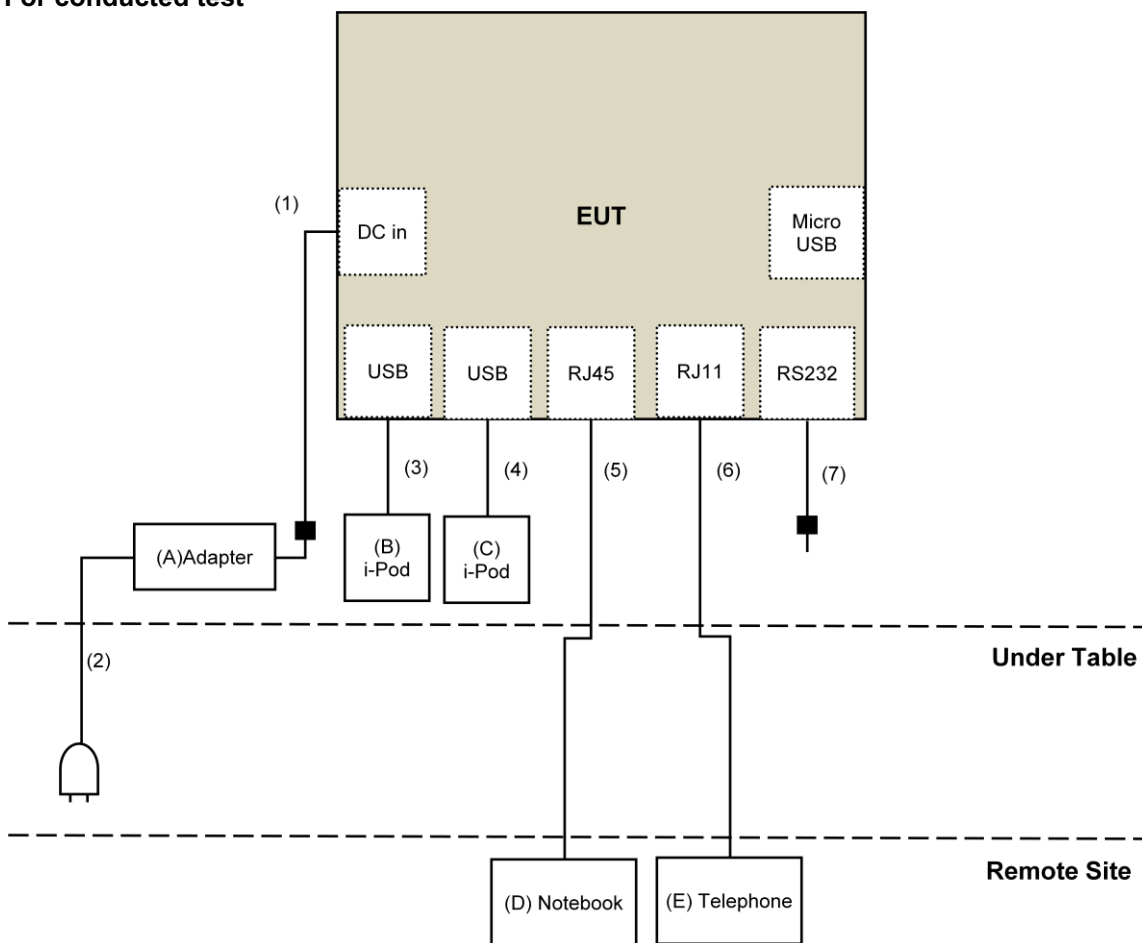 For conducted test
EUT
(1)
DC in
Micro
USB
USB
USB
RJ45
RJ11
RS232
(3)
(4)
(5)
(6)
(7)
(A)Adapter
(B)
i-Pod
(C)
i-Pod
(2)
Under Table
Remote Site
(D) Notebook
(E) Telephone